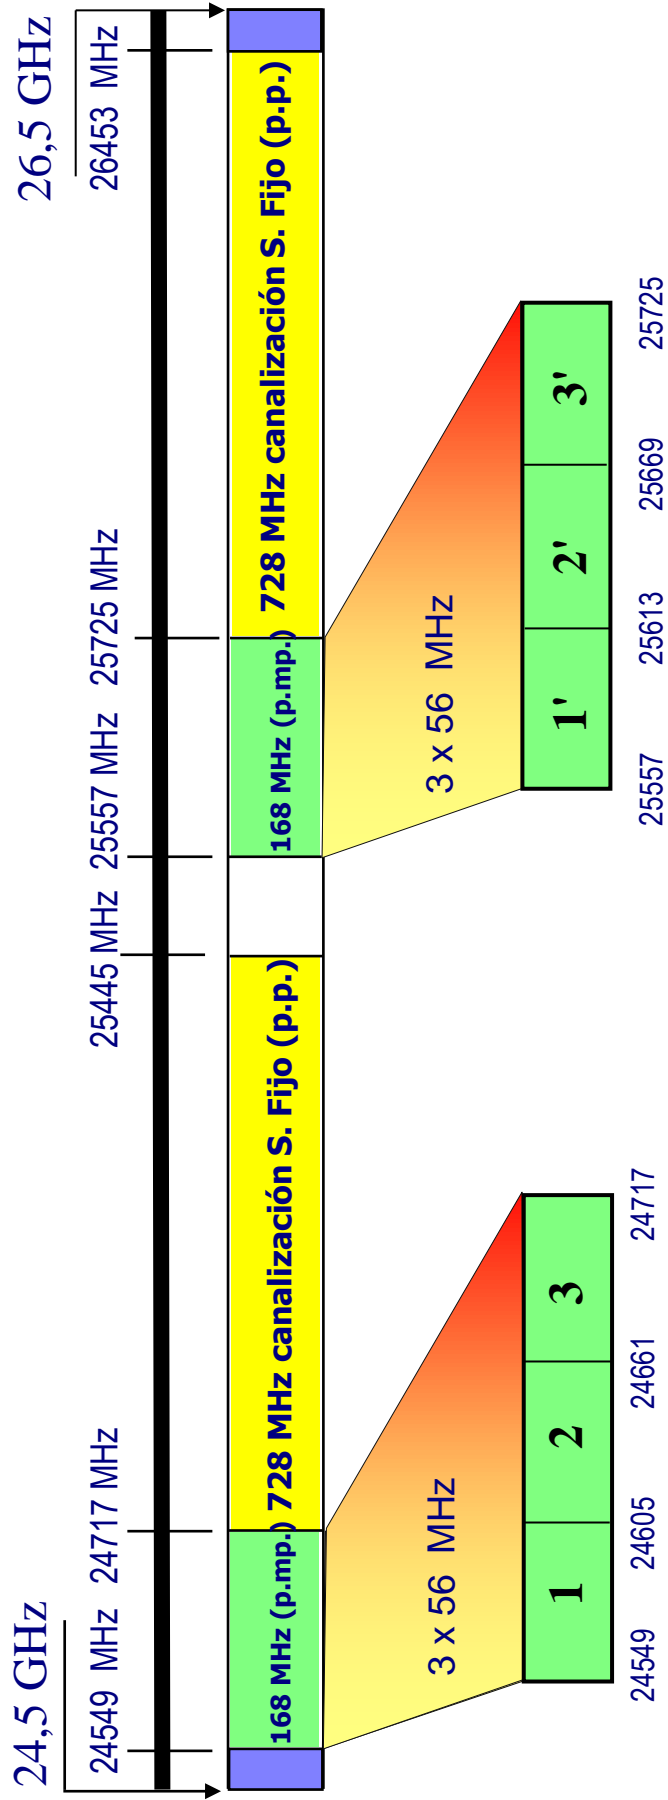 24,5 GHz
26,5 GHz
24549 MHz
24717 MHz
25445 MHz
25557 MHz
25725 MHz
26453 MHz
168 MHz (p.mp.)
728 MHz canalización S. Fijo (p.p.)
168 MHz (p.mp.)
728 MHz canalización S. Fijo (p.p.)
3 x 56 MHz
3 x 56 MHz
1
2
3
1'
2'
3'
24549
24605
24661
24717
25557
25613
25669
25725